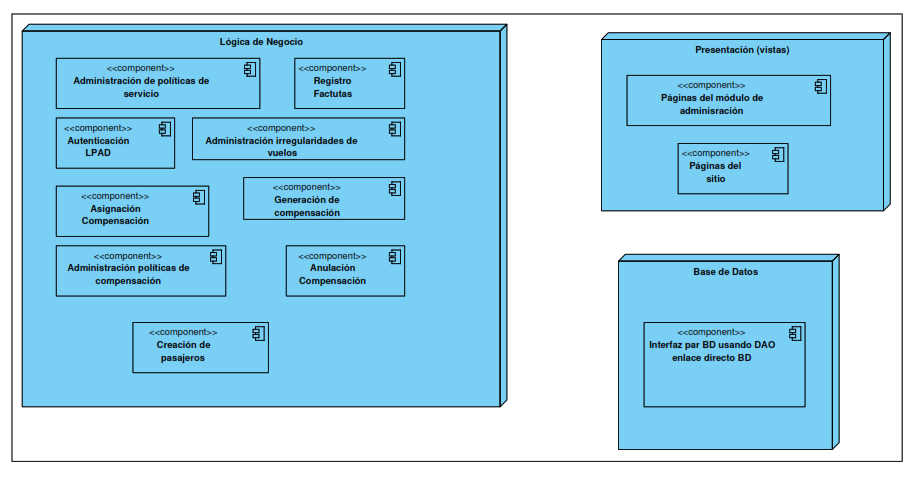 Lógica de Negocio
<<component>>
Administración de políticas de
servicio
<<component>>
Registro
Factutas
<<component>>
Autenticación
LPAD
<<component>>
Administración irregularidades de
vuelos
<<component>>
Asignación
Compensación
<<component>>
Generación de
compensación
<<component>>
Administración políticas de
compensación
<<component>>
Anulación
Compensación
<<component>>
Creación de
pasajeros
Presentación (vistas)
<<component>>
Páginas del módulo de
adminisración
<<component>>
Páginas del
sitio
Base de Datos
<<component>>
Interfaz par BD usando DAO
enlace directo BD